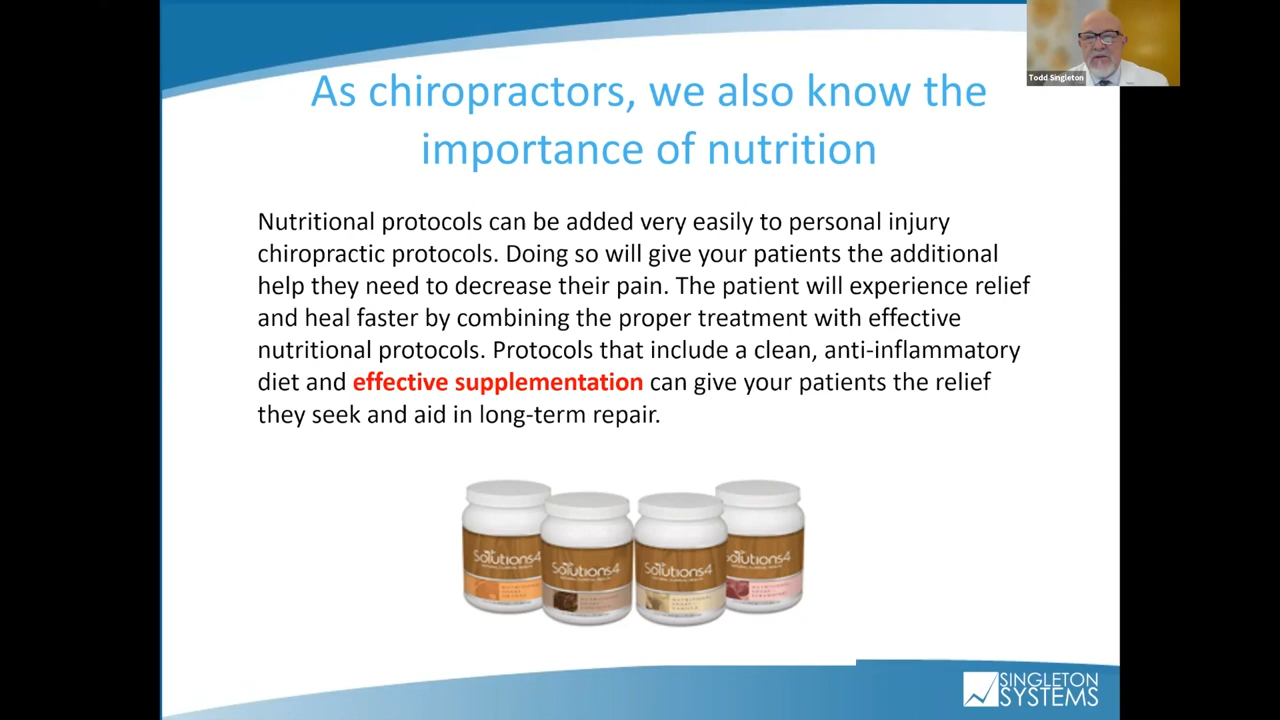 As chiropractors, we also know the
importance of nutrition
Todd Singleton
Nutritional protocols can be added very easily to personal injury
chiropractic protocols. Doing so will give your patients the additional
help they need to decrease their pain. The patient will experience relief
and heal faster by combining the proper treatment with effective
nutritional protocols. Protocols that include a clean, anti-inflammatory
diet and effective supplementation can give your patients the relief
they seek and aid in long-term repair.
Solutions4
Solutions4
Solutions4
Solutions4
SINGLETON
SYSTEMS